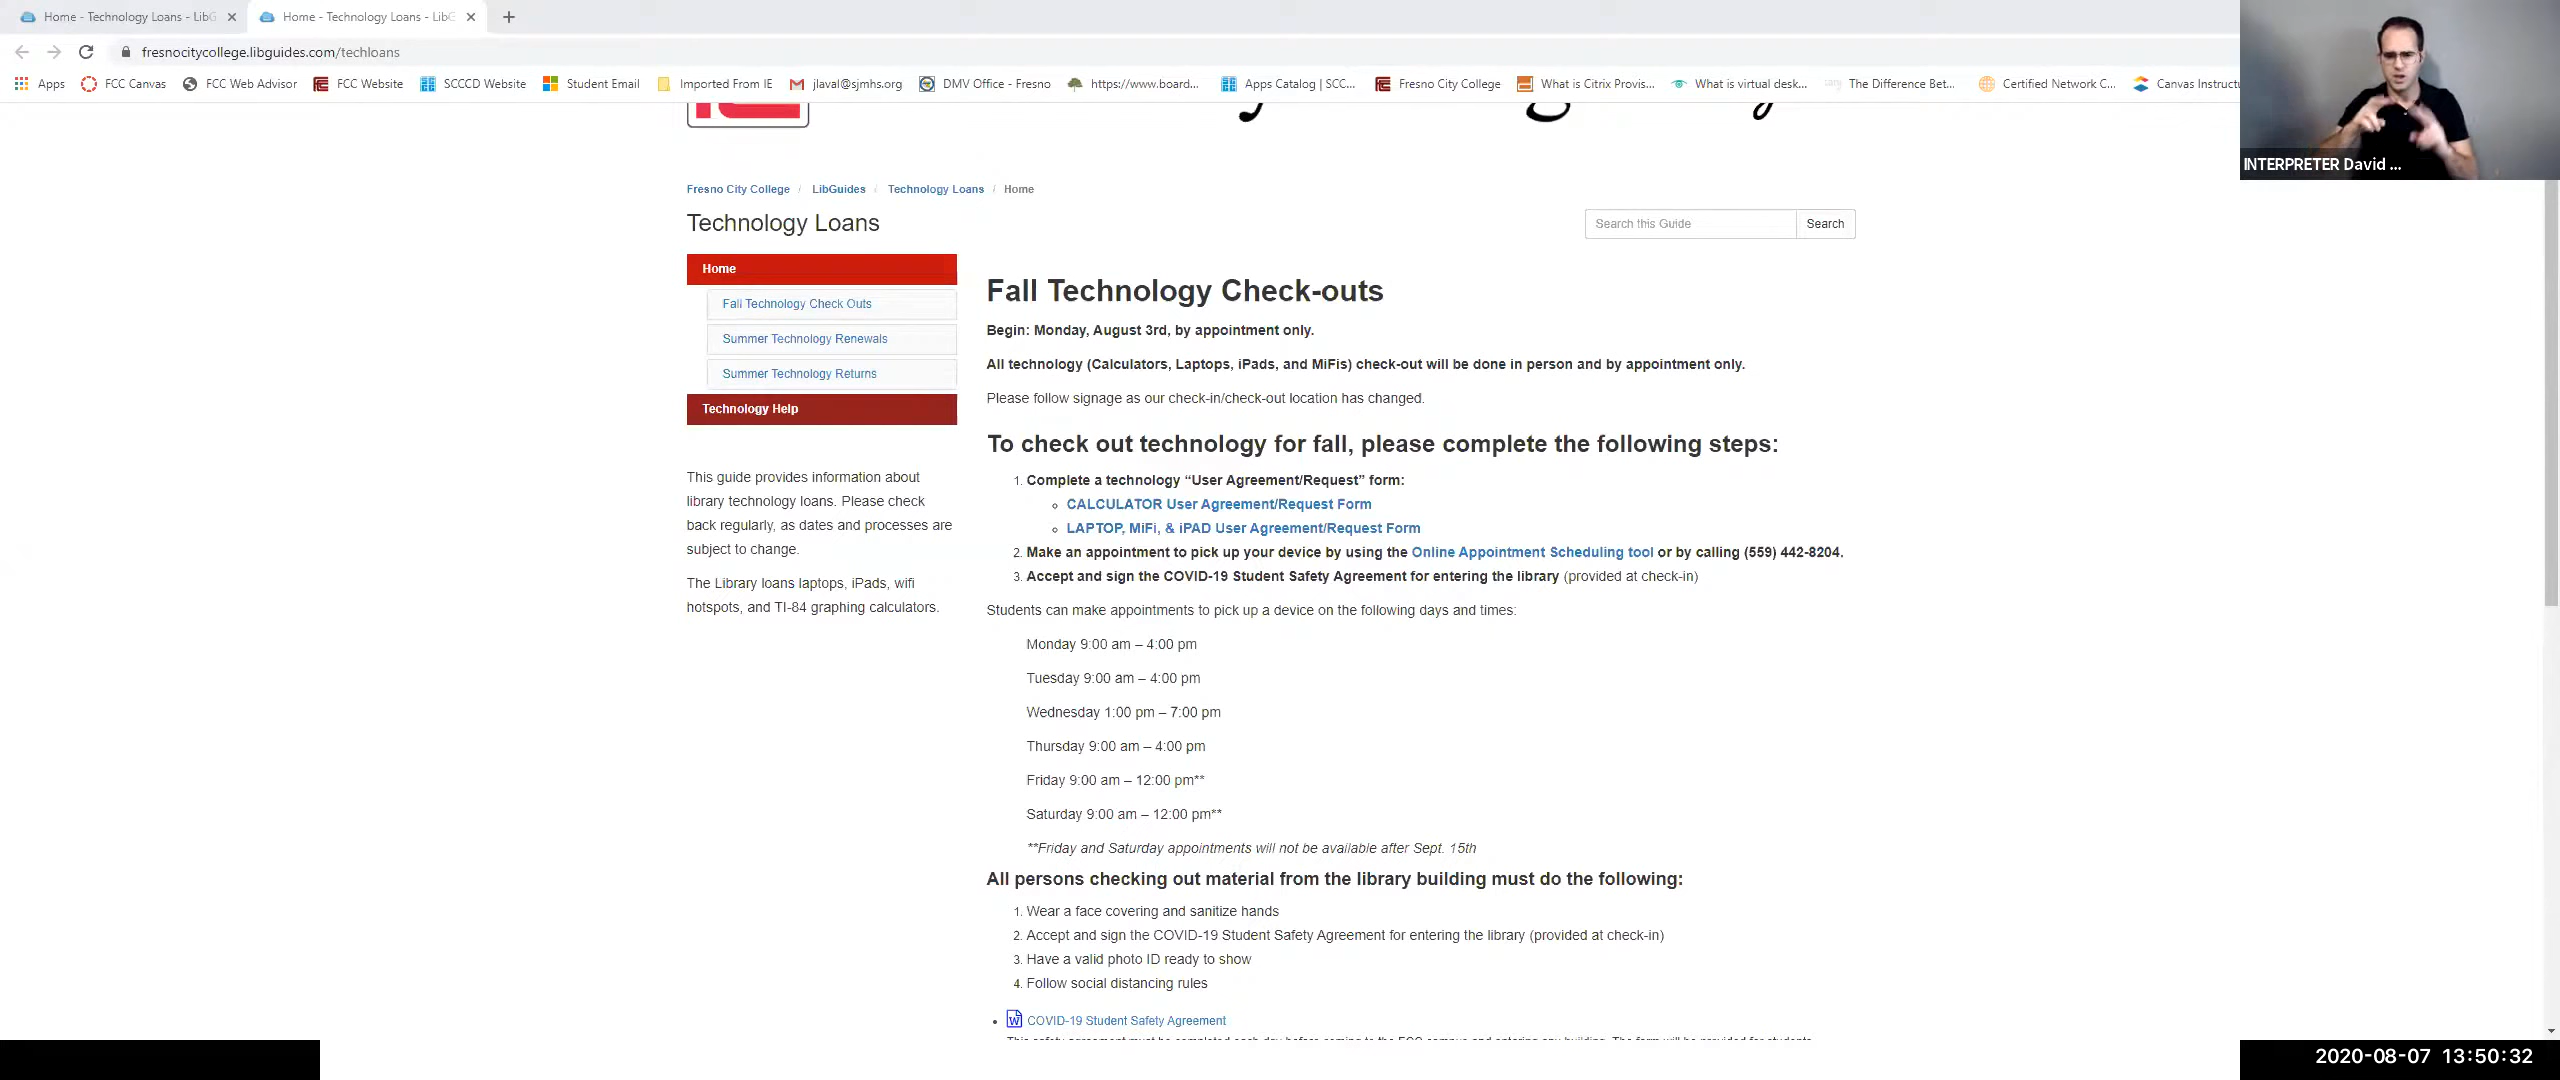 Home - Technology Loans - LibG
Home - Technology Loans - LibG
fresnocitycollege.libguides.com/techloans
Apps FCC Canvas FCC Web Advisor FCC Website SCCCD Website Student Email Imported From IE jlaval@sjmhs.org DMV Office - Fresno https://www.board... Apps Catalog | SCC... Fresno City College What is Citrix Provis... What is virtual desk... The Difference Bet... Certified Network C... Canvas Instructu
INTERPRETER David ...
Fresno City College / LibGuides / Technology Loans / Home
Technology Loans
Search this Guide Search
Home
Fall Technology Check Outs
Summer Technology Renewals
Summer Technology Returns
Technology Help
This guide provides information about
library technology loans. Please check
back regularly, as dates and processes are
subject to change.
The Library loans laptops, iPads, wifi
hotspots, and TI-84 graphing calculators.
Fall Technology Check-outs
Begin: Monday, August 3rd, by appointment only.
All technology (Calculators, Laptops, iPads, and MiFis) check-out will be done in person and by appointment only.
Please follow signage as our check-in/check-out location has changed.
To check out technology for fall, please complete the following steps:
1. Complete a technology “User Agreement/Request” form:
CALCULATOR User Agreement/Request Form
LAPTOP, MiFi, & iPAD User Agreement/Request Form
2. Make an appointment to pick up your device by using the Online Appointment Scheduling tool or by calling (559) 442-8204.
3. Accept and sign the COVID-19 Student Safety Agreement for entering the library (provided at check-in)
Students can make appointments to pick up a device on the following days and times:
Monday 9:00 am – 4:00 pm
Tuesday 9:00 am – 4:00 pm
Wednesday 1:00 pm – 7:00 pm
Thursday 9:00 am – 4:00 pm
Friday 9:00 am – 12:00 pm**
Saturday 9:00 am – 12:00 pm**
**Friday and Saturday appointments will not be available after Sept. 15th
All persons checking out material from the library building must do the following:
1. Wear a face covering and sanitize hands
2. Accept and sign the COVID-19 Student Safety Agreement for entering the library (provided at check-in)
3. Have a valid photo ID ready to show
4. Follow social distancing rules
COVID-19 Student Safety Agreement
2020-08-07 13:50:32